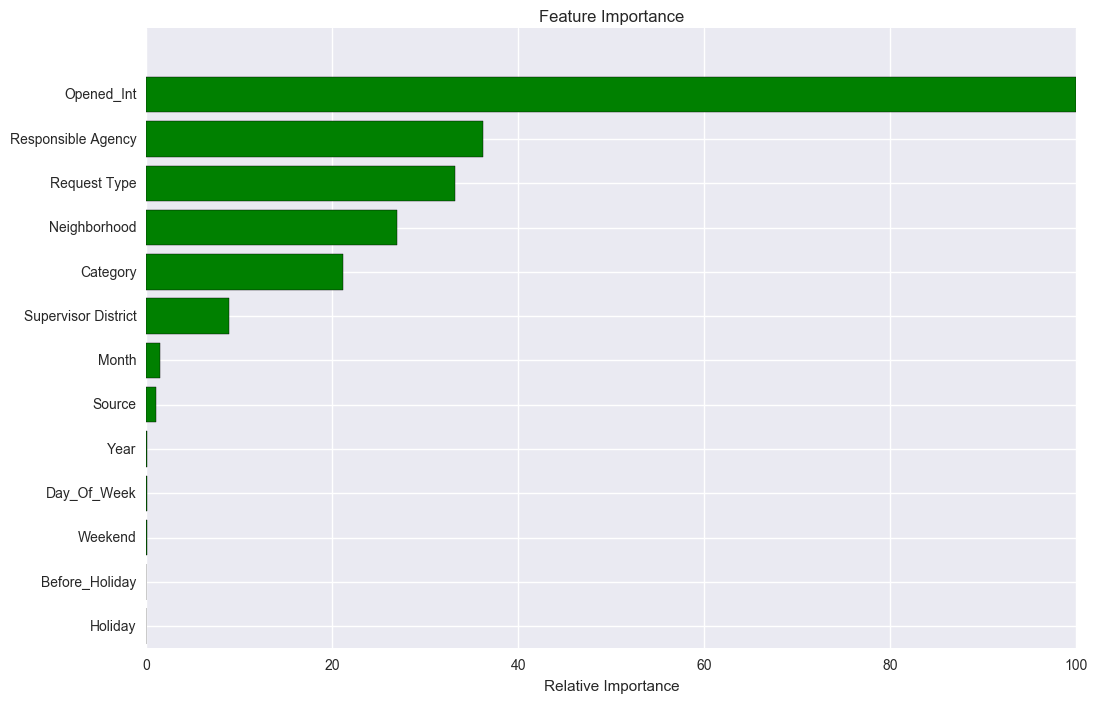 Feature Importance
Opened_Int
Responsible Agency
Request Type
Neighborhood
Category
Supervisor District
Month
Source
Year
Day_Of_Week
Weekend
Before_Holiday
Holiday
0 20 40 60 80 100
Relative Importance